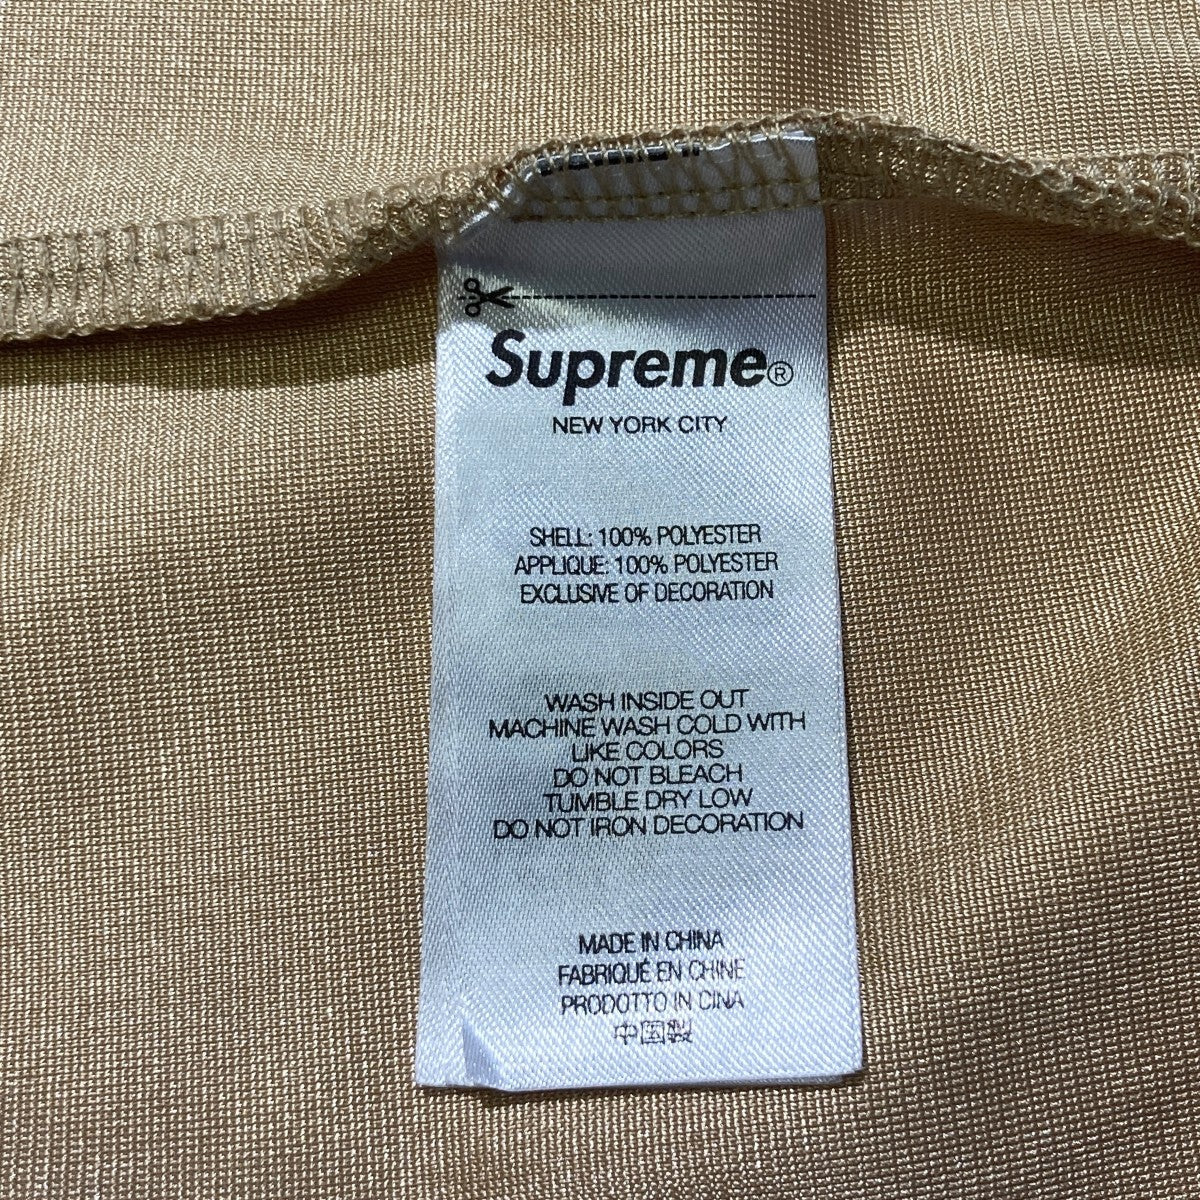 Supreme®
NEW YORK CITY
SHELL: 100% POLYESTER
APPLIQUE: 100% POLYESTER
EXCLUSIVE OF DECORATION
WASH INSIDE OUT
MACHINE WASH COLD WITH
LIKE COLORS
DO NOT BLEACH
TUMBLE DRY LOW
DO NOT IRON DECORATION
MADE IN CHINA
FABRIQUÉ EN CHINE
PRODOTTO IN CINA
中国製